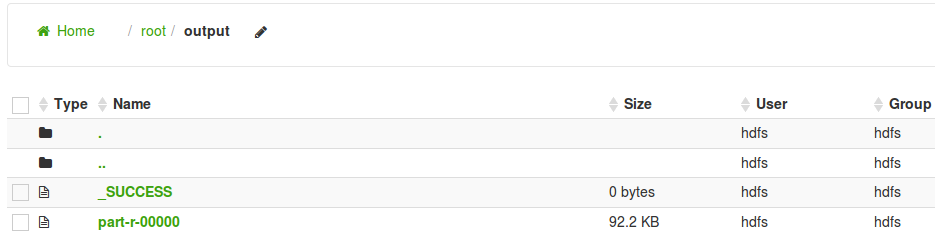 Home / root / output
Type Name Size User Group
. hdfs hdfs
.. hdfs hdfs
_SUCCESS 0 bytes hdfs hdfs
part-r-00000 92.2 KB hdfs hdfs